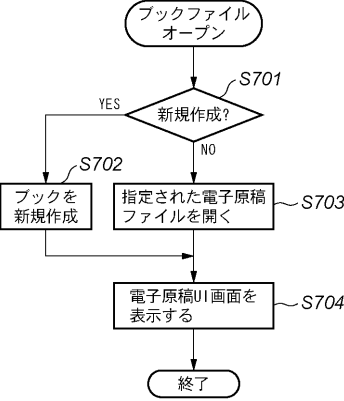 ブックファイル
オープン
S701
新規作成?
YES
NO
S702
ブックを
新規作成
指定された電子原稿
ファイルを開く
S703
電子原稿UI画面を
表示する
S704
終了